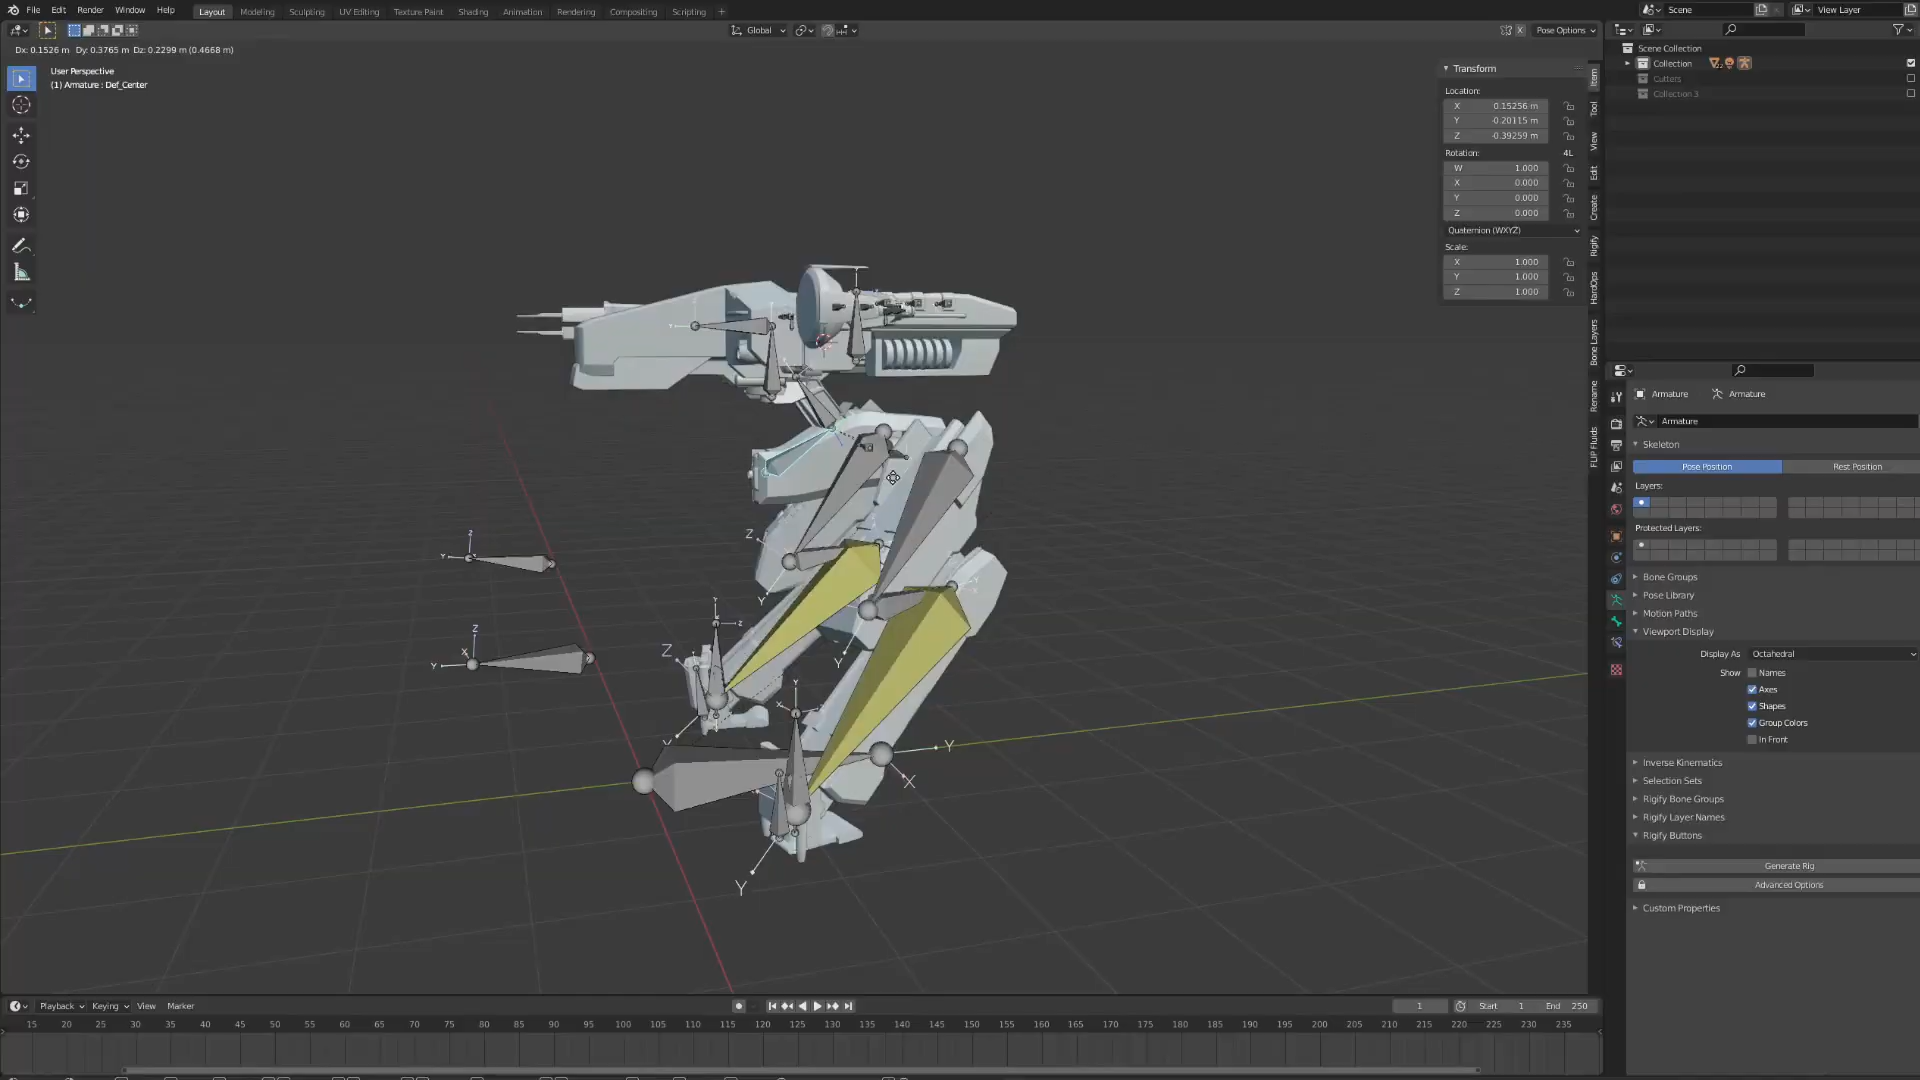 File Edit Render Window Help Layout Modeling Sculpting UV Editing Texture Paint Shading Animation Rendering Compositing Scripting + Scene View Layer
Global Pose Options
Dx: 0.1526 m Dy: 0.3765 m Dz: 0.2299 m (0.4668 m)
User Perspective
(1) Armature : Def_Center
Transform
Location:
X 0.15256 m
Y -0.20115 m
Z -0.39259 m
Rotation: 4L
W 1.000
X 0.000
Y 0.000
Z 0.000
Quaternion (WXYZ)
Scale:
X 1.000
Y 1.000
Z 1.000
Item
Tool
View
Edit
Create
Rigify
HardOps
Bone Layers
Rename
FLIP Fluids
Scene Collection
Collection
Cutters
Collection 3
Armature Armature
Armature
Skeleton
Pose Position Rest Position
Layers:
Protected Layers:
Bone Groups
Pose Library
Motion Paths
Viewport Display
Display As Octahedral
Show Names
Axes
Shapes
Group Colors
In Front
Inverse Kinematics
Selection Sets
Rigify Bone Groups
Rigify Layer Names
Rigify Buttons
Generate Rig
Advanced Options
Custom Properties
Z
Y
Z
Y
Z
X
Y
Z
Y
Z
Y
Y
Y
X
Y
Playback Keying View Marker 1 Start 1 End 250
15 20 25 30 35 40 45 50 55 60 65 70 75 80 85 90 95 100 105 110 115 120 125 130 135 140 145 150 155 160 165 170 175 180 185 190 195 200 205 210 215 220 225 230 235